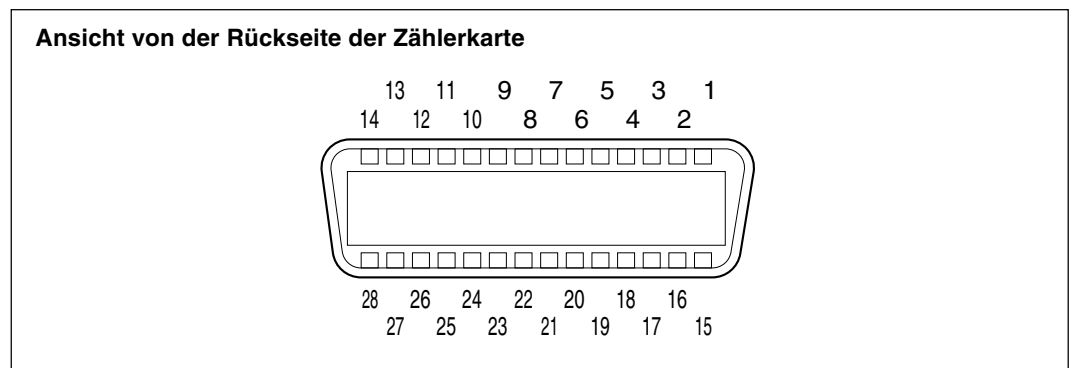 Ansicht von der Rückseite der Zählerkarte
13 11 9 7 5 3 1
14 12 10 8 6 4 2
28 26 24 22 20 18 16
27 25 23 21 19 17 15